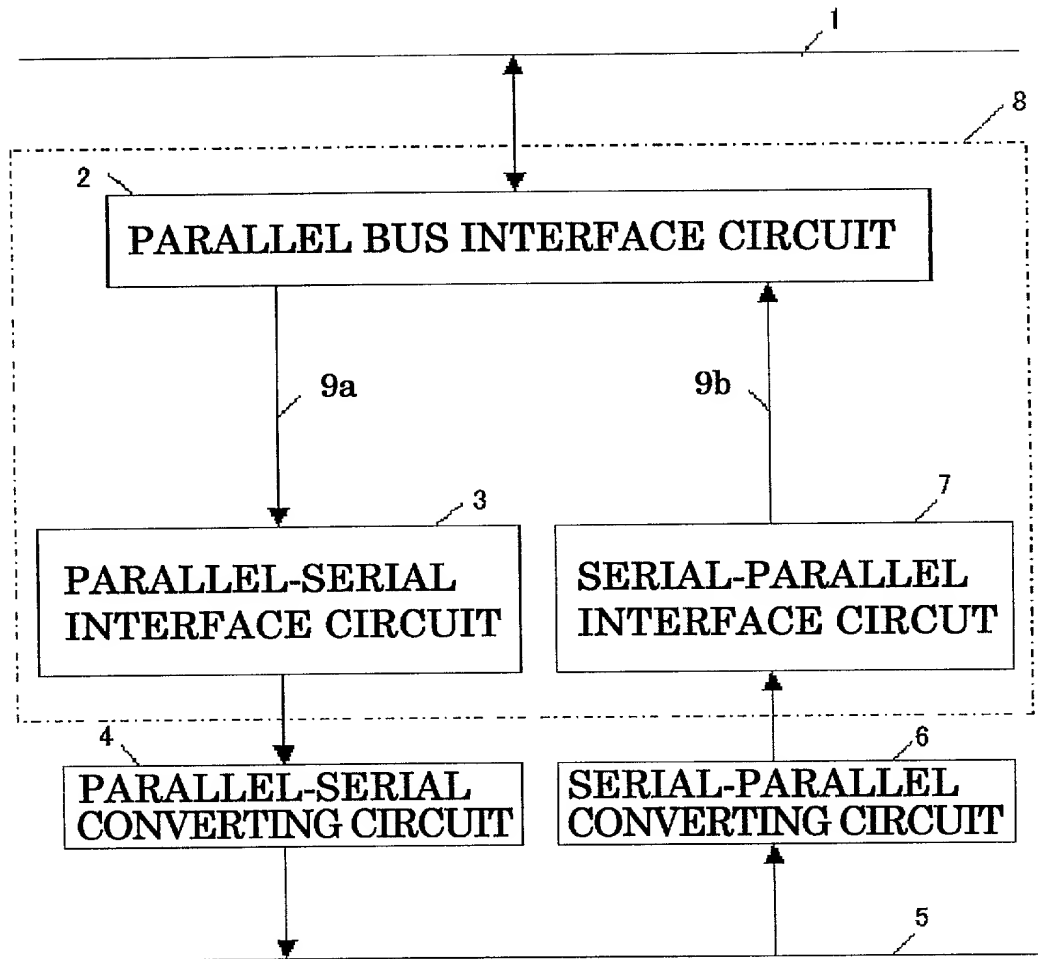 1
8
2
PARALLEL BUS INTERFACE CIRCUIT
9a
9b
3
7
PARALLEL-SERIAL
INTERFACE CIRCUIT
SERIAL-PARALLEL
INTERFACE CIRCUT
4
6
PARALLEL-SERIAL
CONVERTING CIRCUIT
SERIAL-PARALLEL
CONVERTING CIRCUIT
5